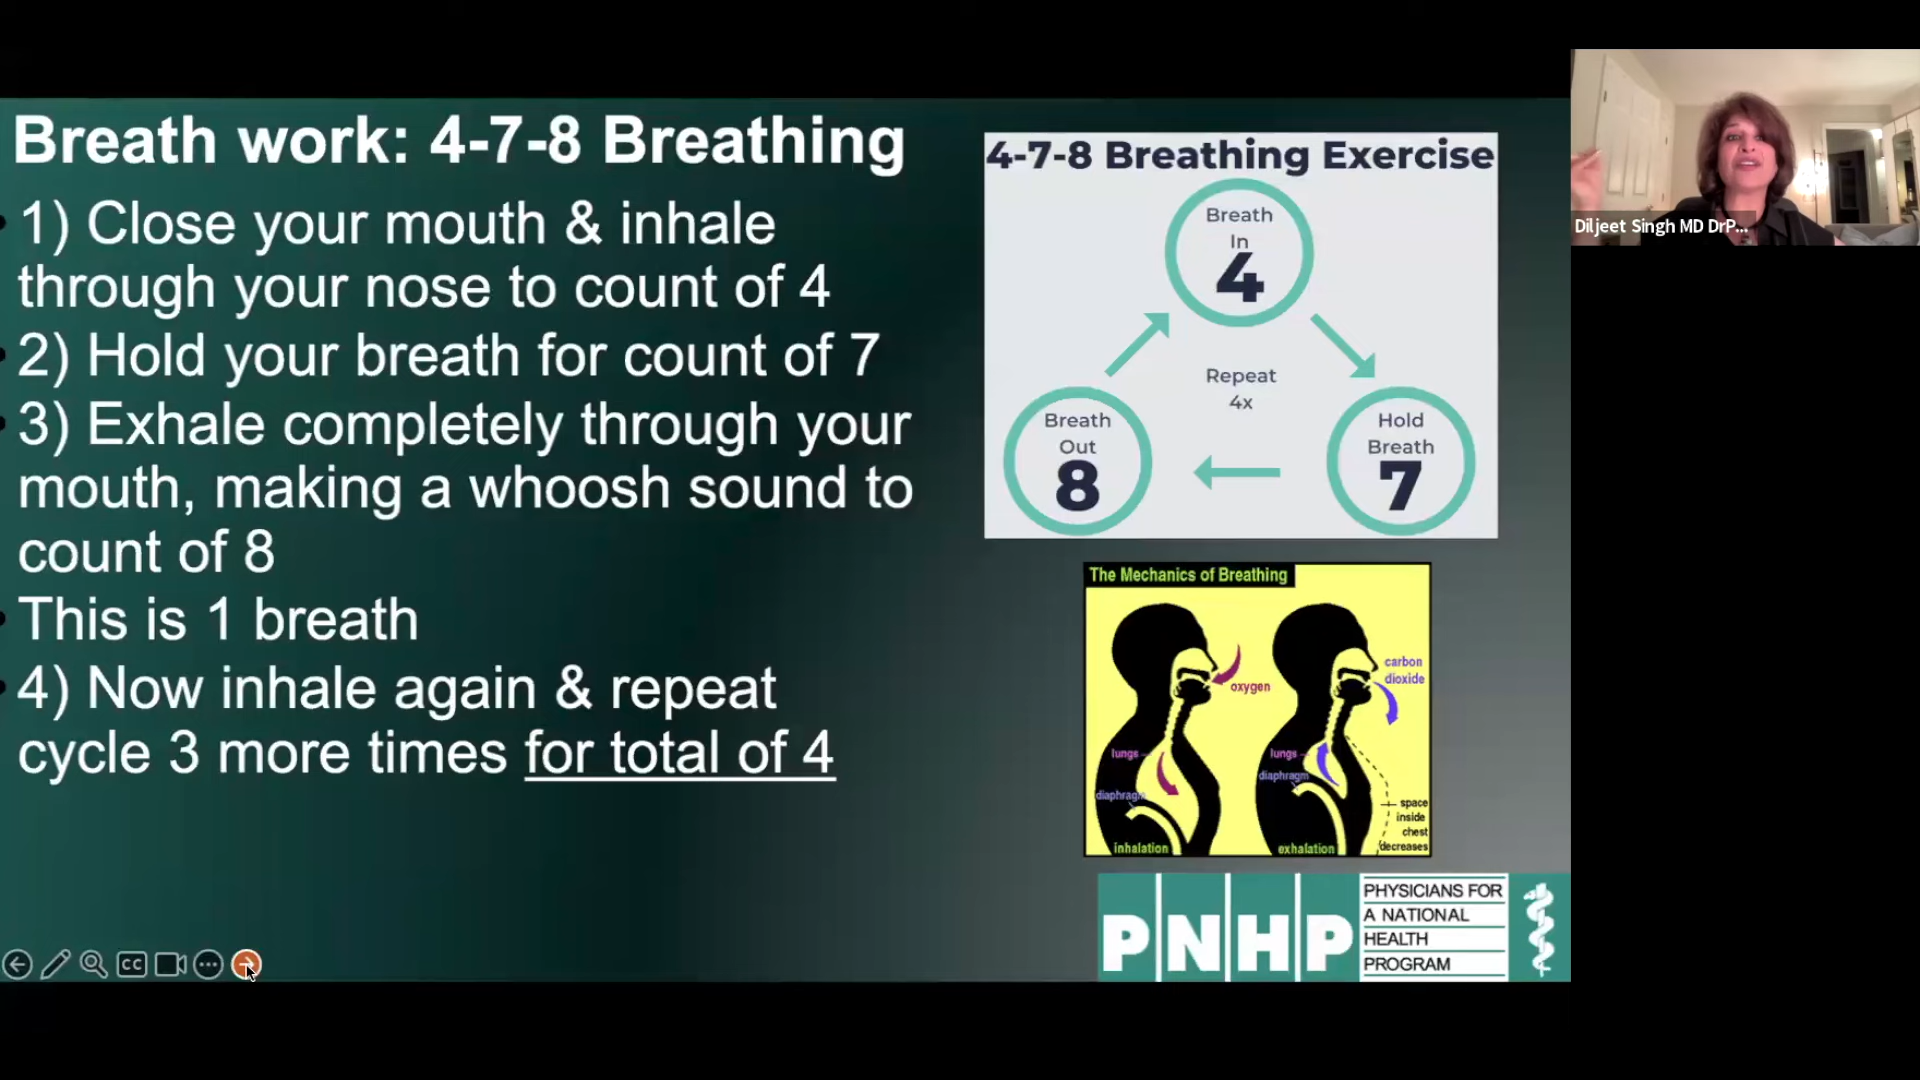 Breath work: 4-7-8 Breathing
1) Close your mouth & inhale
through your nose to count of 4
2) Hold your breath for count of 7
3) Exhale completely through your
mouth, making a whoosh sound to
count of 8
This is 1 breath
4) Now inhale again & repeat
cycle 3 more times for total of 4
4-7-8 Breathing Exercise
Breath
In
4
Repeat
4x
Breath
Out
8
Hold
Breath
7
The Mechanics of Breathing
oxygen
lungs
diaphragm
inhalation
carbon
dioxide
lungs
diaphragm
space
inside
chest
decreases
exhalation
PNHP
PHYSICIANS FOR
A NATIONAL
HEALTH
PROGRAM
CC
Diljeet Singh MD DrP...